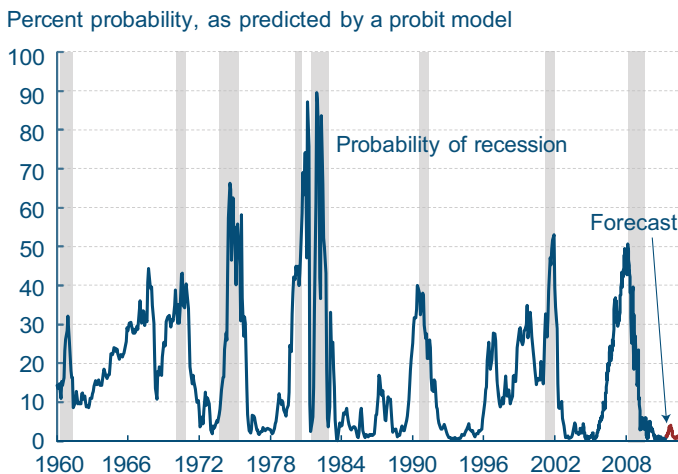 Percent probability, as predicted by a probit model
100
90
80
70
60
50
40
30
20
10
0
Probability of recession
Forecast
1960 1966 1972 1978 1984 1990 1996 2002 2008